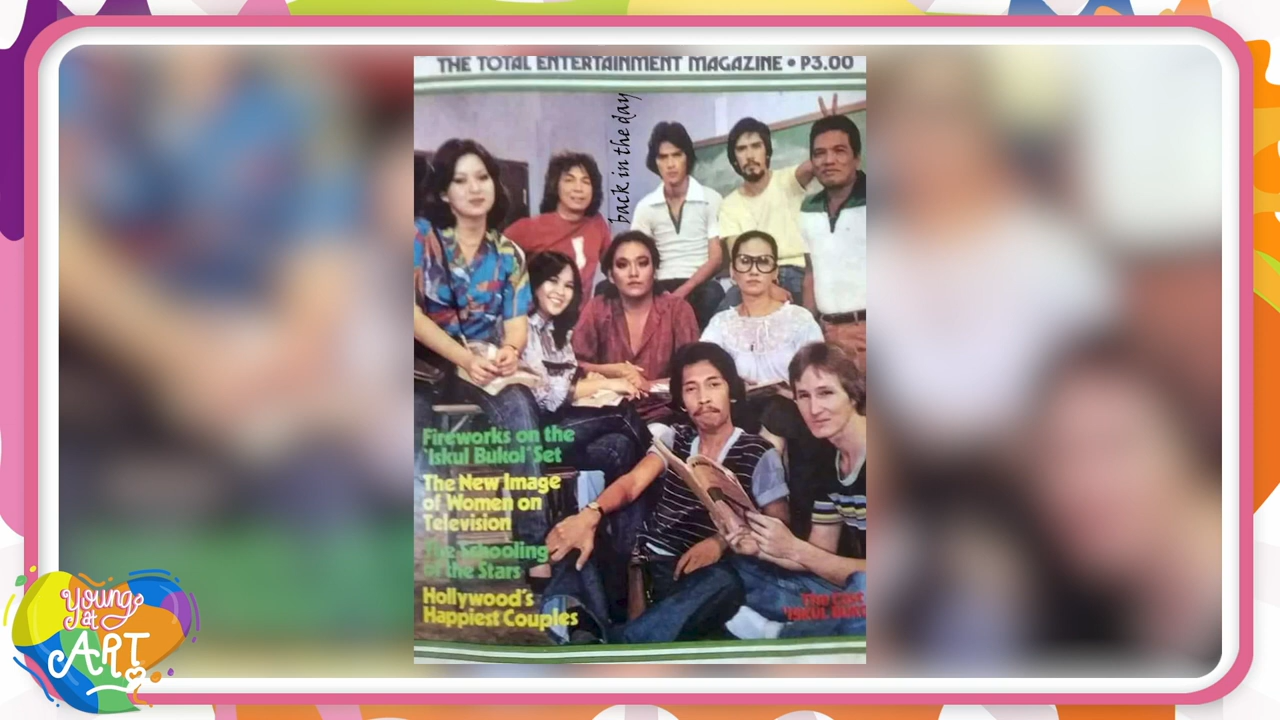 THE TOTAL ENTERTAINMENT MAGAZINE • P3.00
back in the day
Fireworks on the
'Iskul Bukol' Set
The New Image
of Women on
Television
The Schooling
of the Stars
Hollywood's
Happiest Couples
The Cast
Young
at
ART